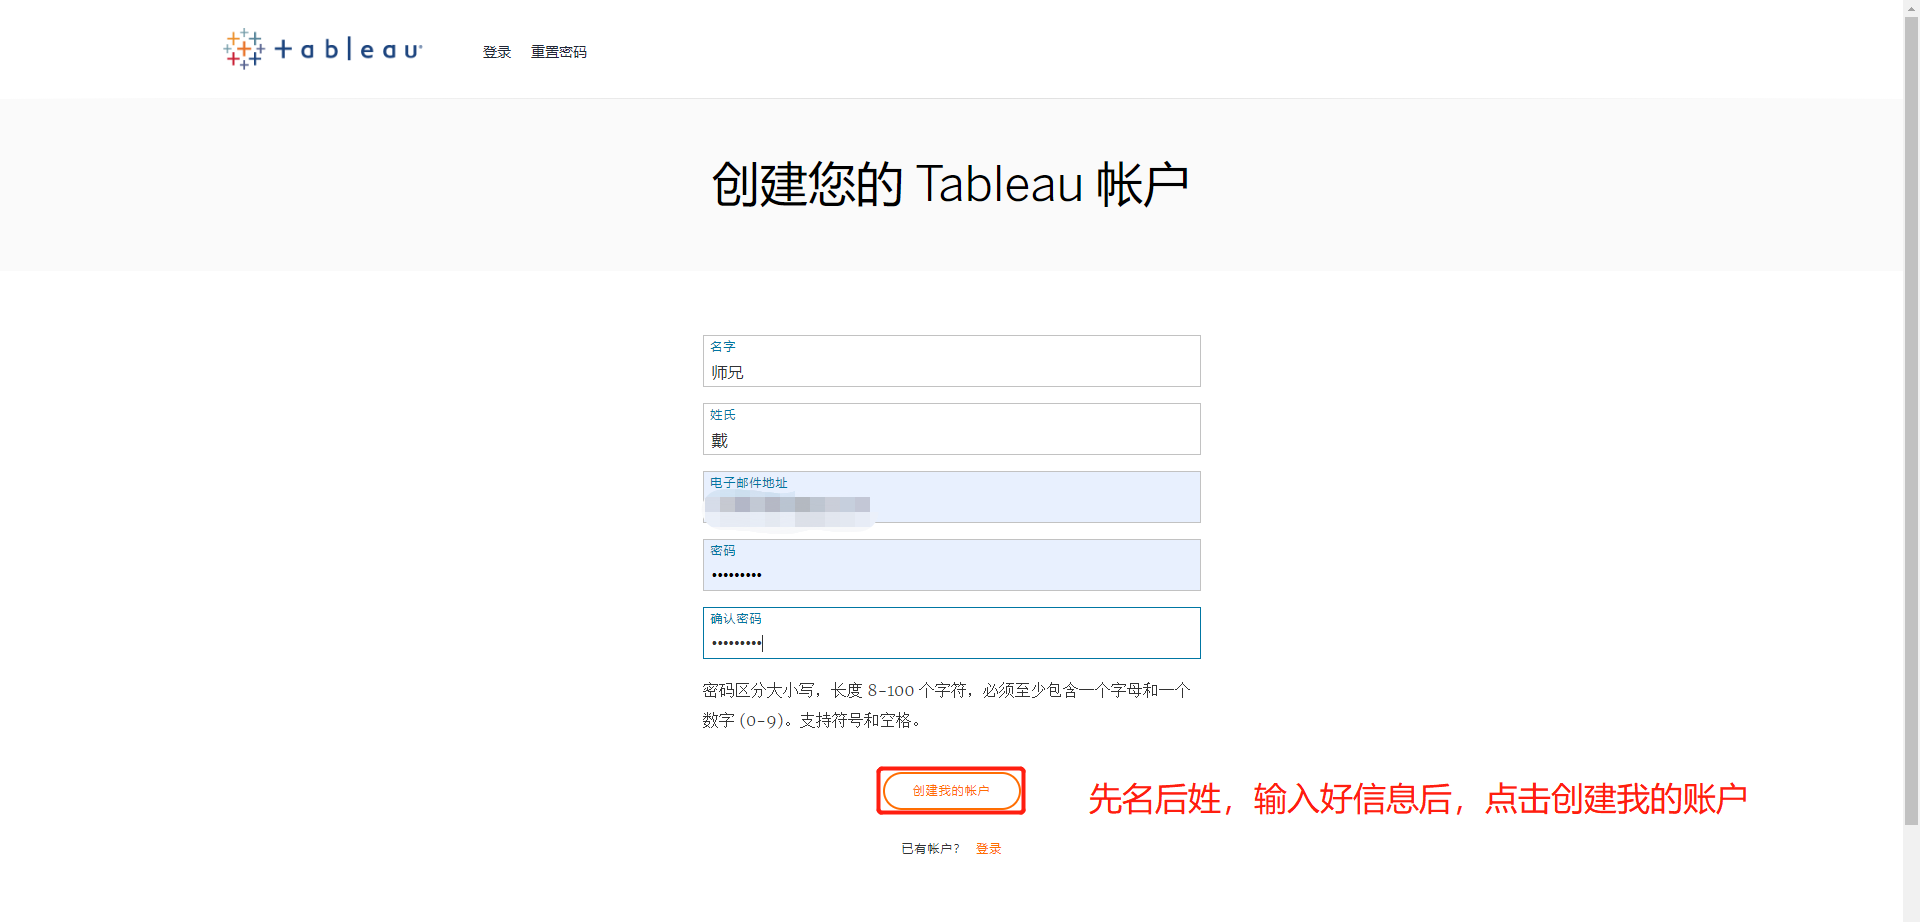 tableau
登录 重置密码
创建您的 Tableau 帐户
名字
师兄
姓氏
戴
电子邮件地址
密码
•••••••••
确认密码
•••••••••
密码区分大小写，长度 8-100 个字符，必须至少包含一个字母和一个
数字 (0-9)。支持符号和空格。
创建我的帐户
先名后姓，输入好信息后，点击创建我的账户
已有帐户？ 登录